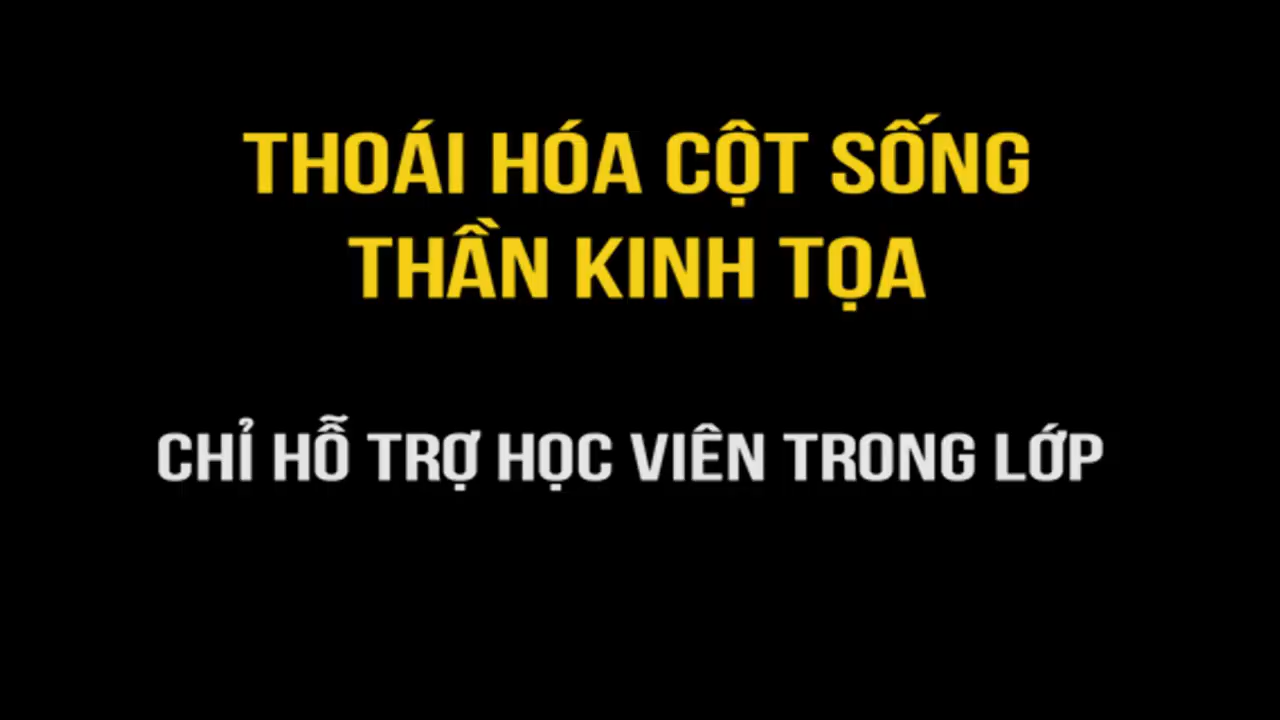 THOÁI HÓA CỘT SỐNG
THẦN KINH TỌA
CHỈ HỖ TRỢ HỌC VIÊN TRONG LỚP